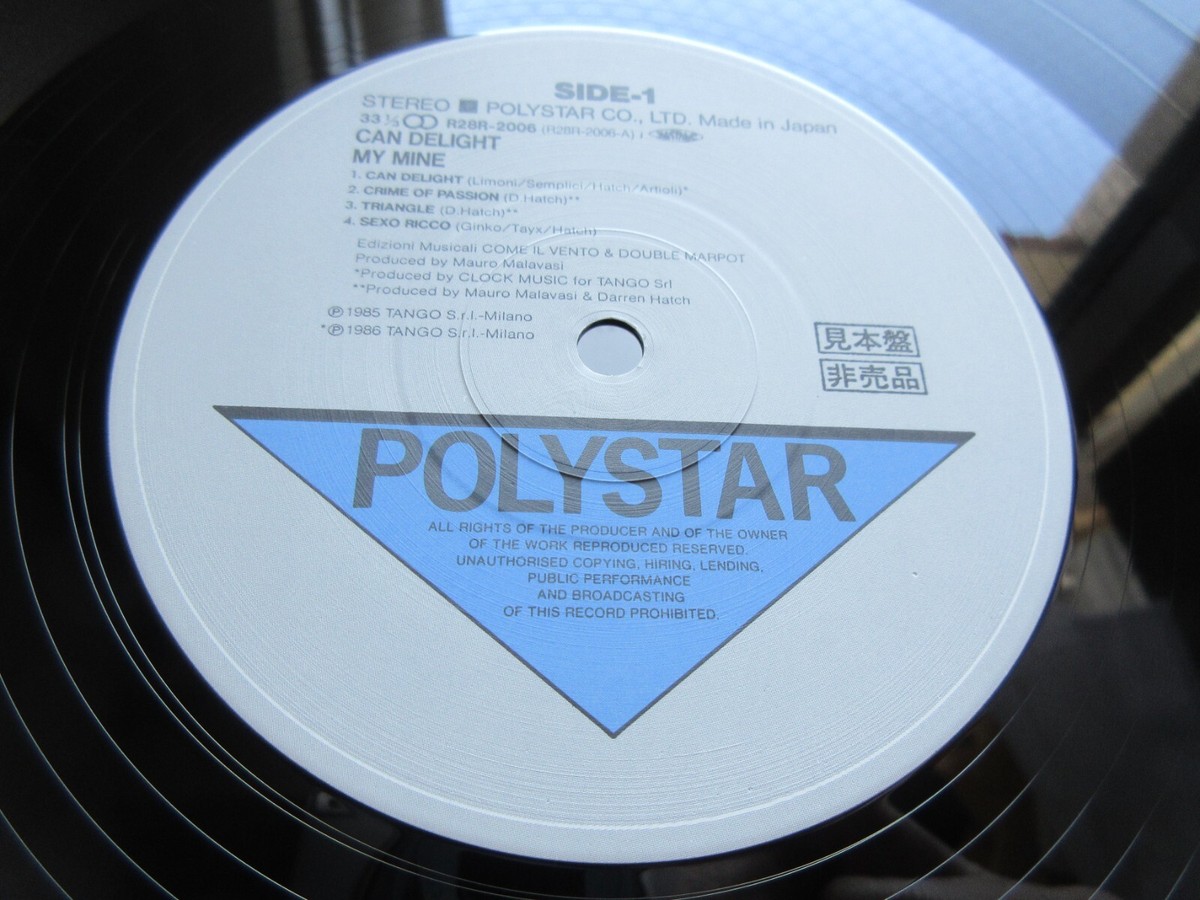 SIDE-1
STEREO POLYSTAR CO., LTD. Made in Japan
33 1/3 R28R-2006 (R28R-2006-A)
CAN DELIGHT
MY MINE
1. CAN DELIGHT (Limoni/Semplici/Hatch/Artioli)*
2. CRIME OF PASSION (D.Hatch)**
3. TRIANGLE (D.Hatch)**
4. SEXO RICCO (Ginko/Tayx/Hatch)
Edizioni Musicali COME IL VENTO & DOUBLE MARPOT
Produced by Mauro Malavasi
*Produced by CLOCK MUSIC for TANGO Srl
**Produced by Mauro Malavasi & Darren Hatch
℗1985 TANGO S.r.l.-Milano
*℗1986 TANGO S.r.l.-Milano
見本盤
非売品
POLYSTAR
ALL RIGHTS OF THE PRODUCER AND OF THE OWNER
OF THE WORK REPRODUCED RESERVED.
UNAUTHORISED COPYING, HIRING, LENDING,
PUBLIC PERFORMANCE
AND BROADCASTING
OF THIS RECORD PROHIBITED.